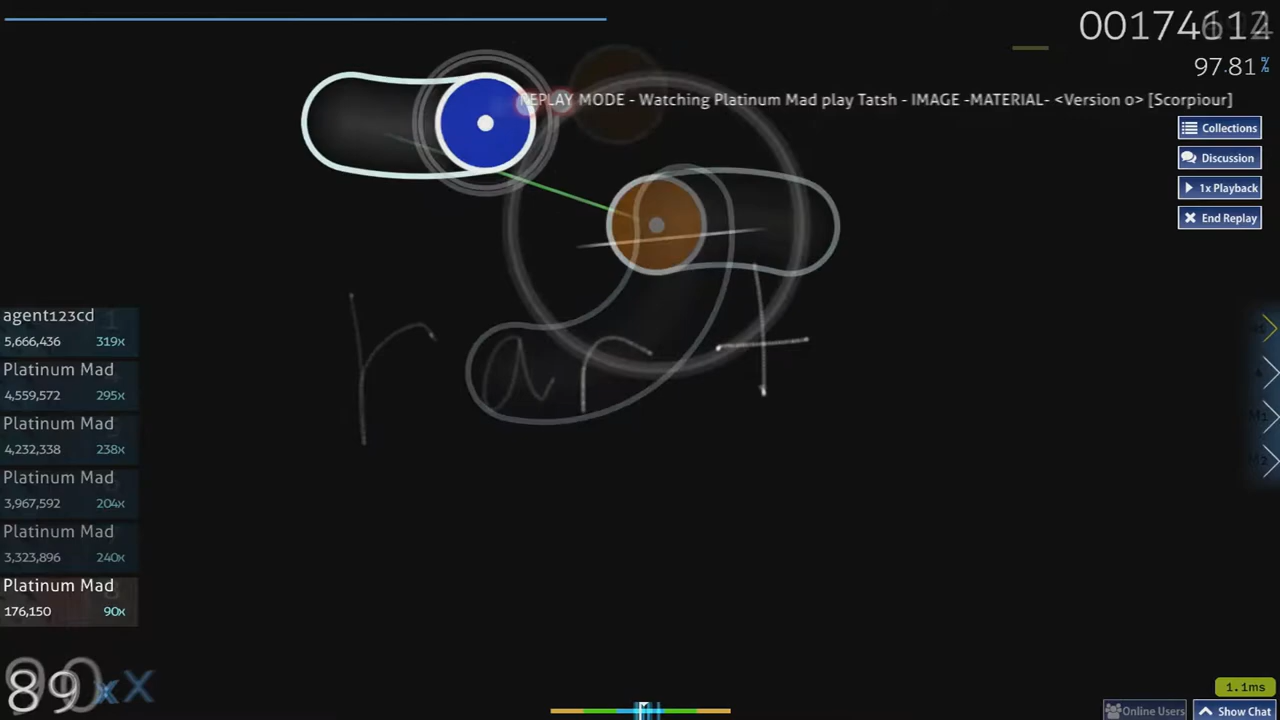 97.81%
REPLAY MODE - Watching Platinum Mad play Tatsh - IMAGE -MATERIAL- <Version 0> [Scorpiour]
Collections
Discussion
1x Playback
End Replay
agent123cd
5,666,436 319x
Platinum Mad
4,559,572 295x
Platinum Mad
4,232,338 238x
Platinum Mad
3,967,592 204x
Platinum Mad
3,323,896 240x
Platinum Mad
176,150 90x
89x
1.1ms
Online Users
Show Chat